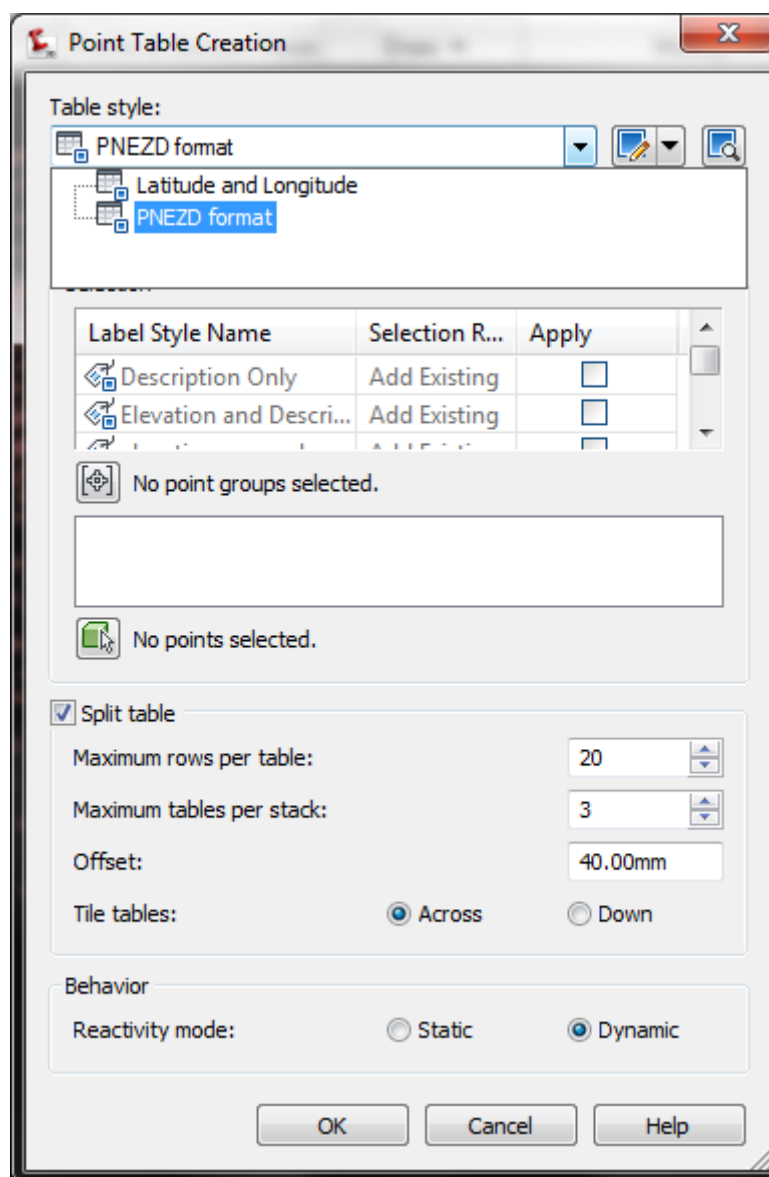 Point Table Creation
Table style:
PNEZD format
Latitude and Longitude
PNEZD format
Label Style Name Selection R... Apply
Description Only Add Existing
Elevation and Descri... Add Existing
No point groups selected.
No points selected.
Split table
Maximum rows per table: 20
Maximum tables per stack: 3
Offset: 40.00mm
Tile tables: Across Down
Behavior
Reactivity mode: Static Dynamic
OK Cancel Help